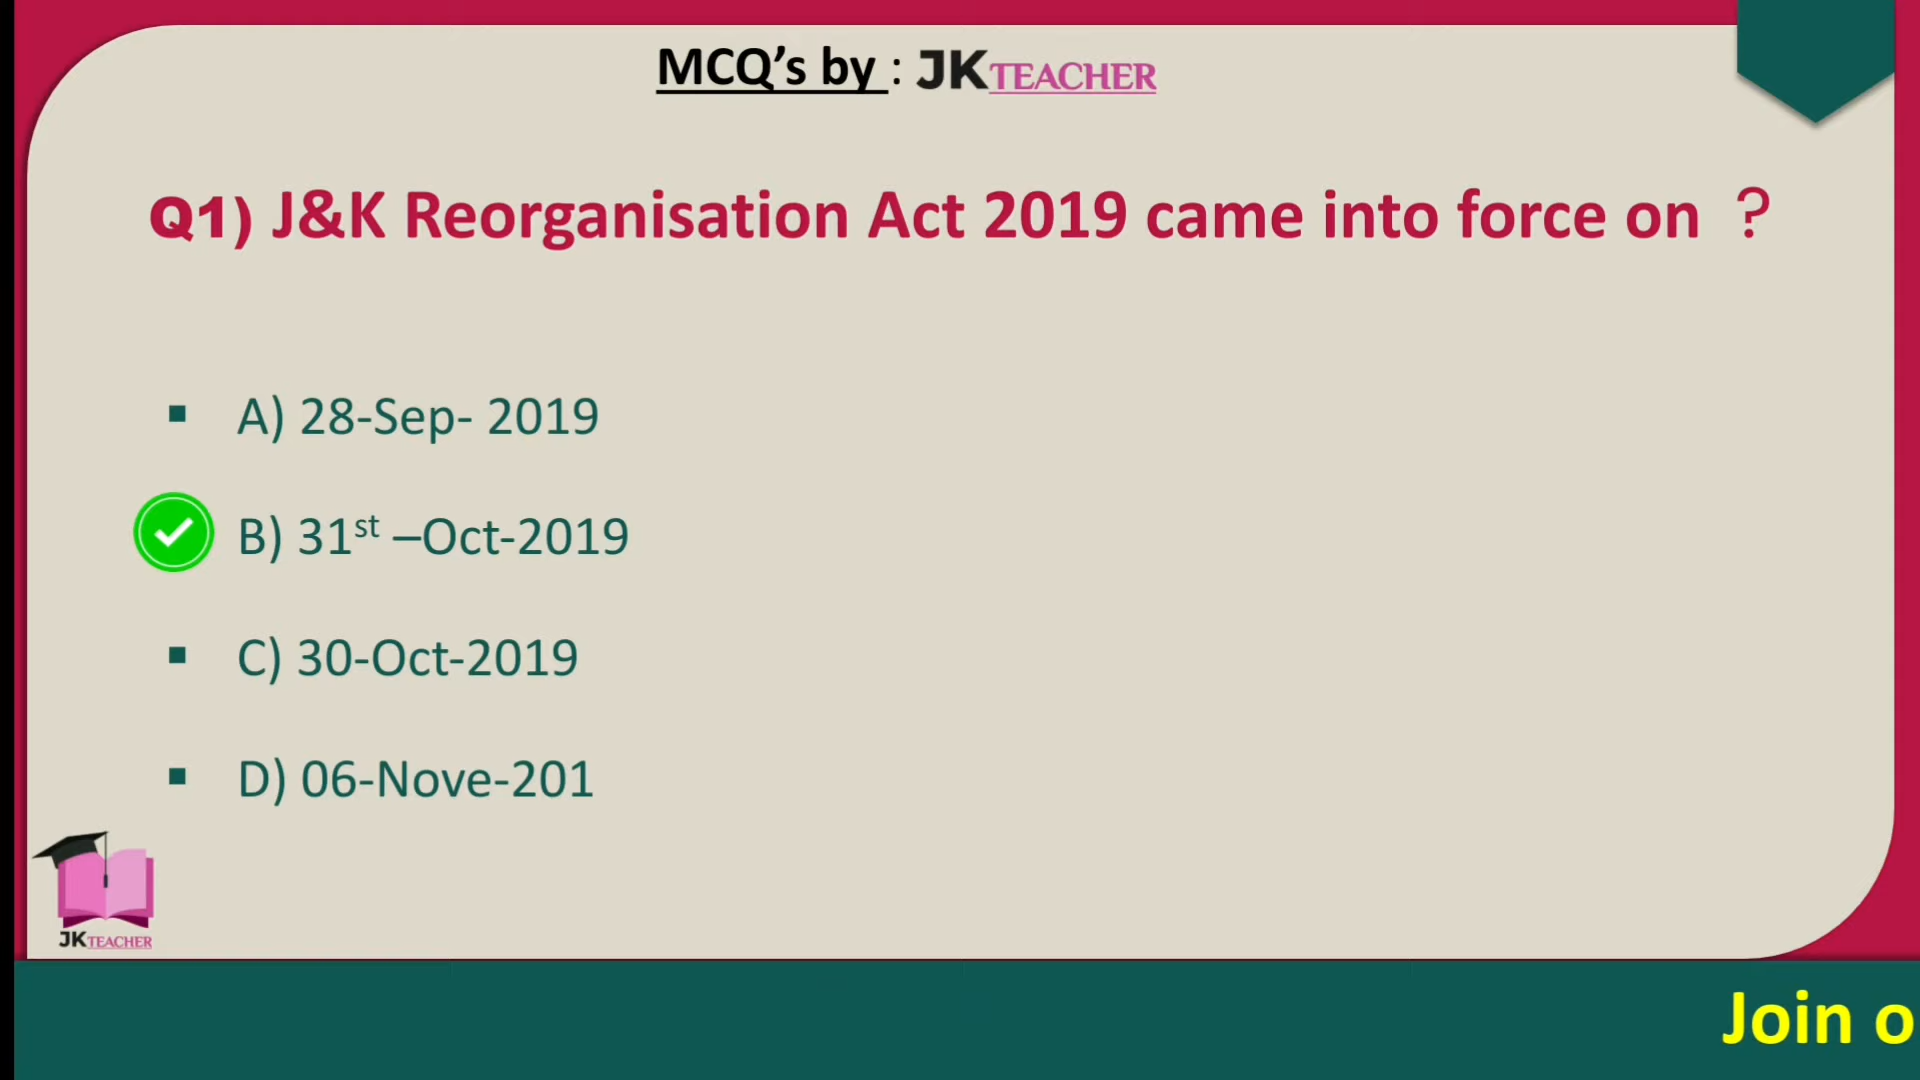 MCQ’s by : JKTEACHER
Q1) J&K Reorganisation Act 2019 came into force on ?
A) 28-Sep- 2019
B) 31st –Oct-2019
C) 30-Oct-2019
D) 06-Nove-201
JKTEACHER
Join o